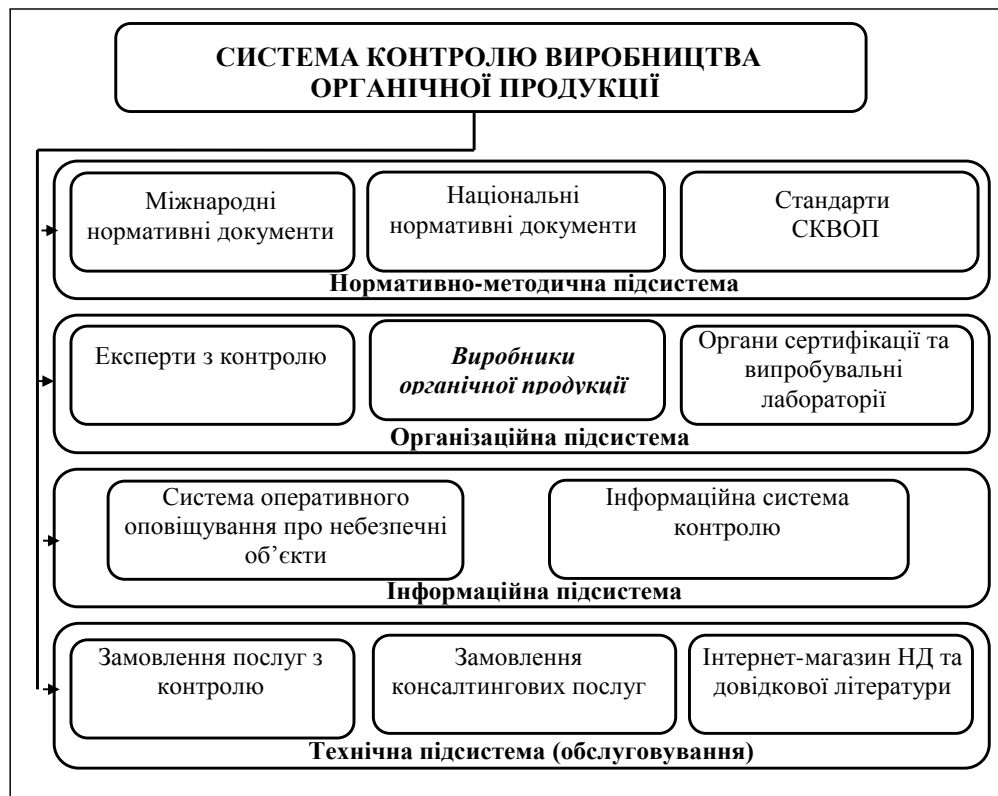 СИСТЕМА КОНТРОЛЮ ВИРОБНИЦТВА
ОРГАНІЧНОЇ ПРОДУКЦІЇ
Міжнародні
нормативні документи
Національні
нормативні документи
Стандарти
СКВОП
Нормативно-методична підсистема
Експерти з контролю
Виробники
органічної продукції
Органи сертифікації та
випробувальні
лабораторії
Організаційна підсистема
Система оперативного
оповіщування про небезпечні
об’єкти
Інформаційна система
контролю
Інформаційна підсистема
Замовлення послуг з
контролю
Замовлення
консалтингових послуг
Інтернет-магазин НД та
довідкової літератури
Технічна підсистема (обслуговування)